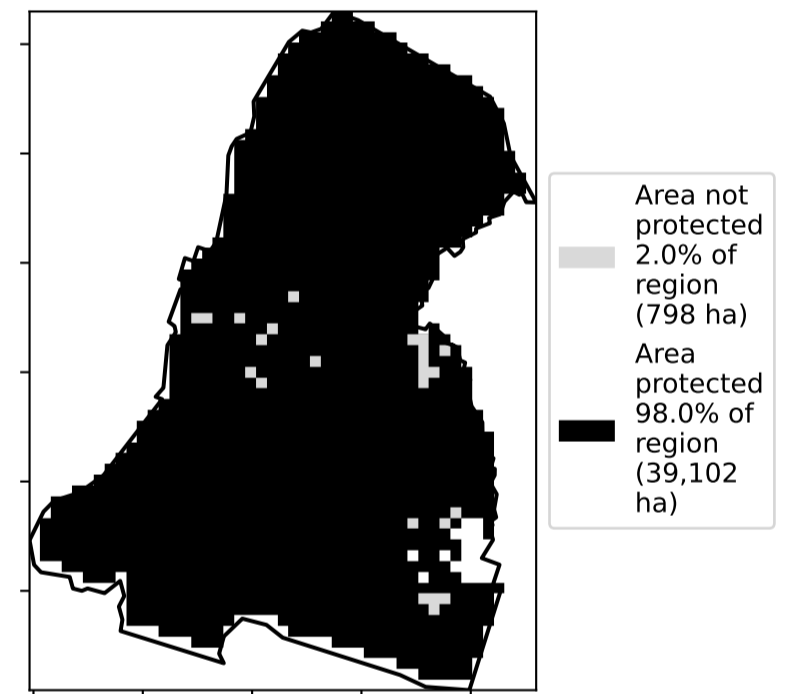 Area not
protected
2.0% of
region
(798 ha)
Area
protected
98.0% of
region
(39,102
ha)